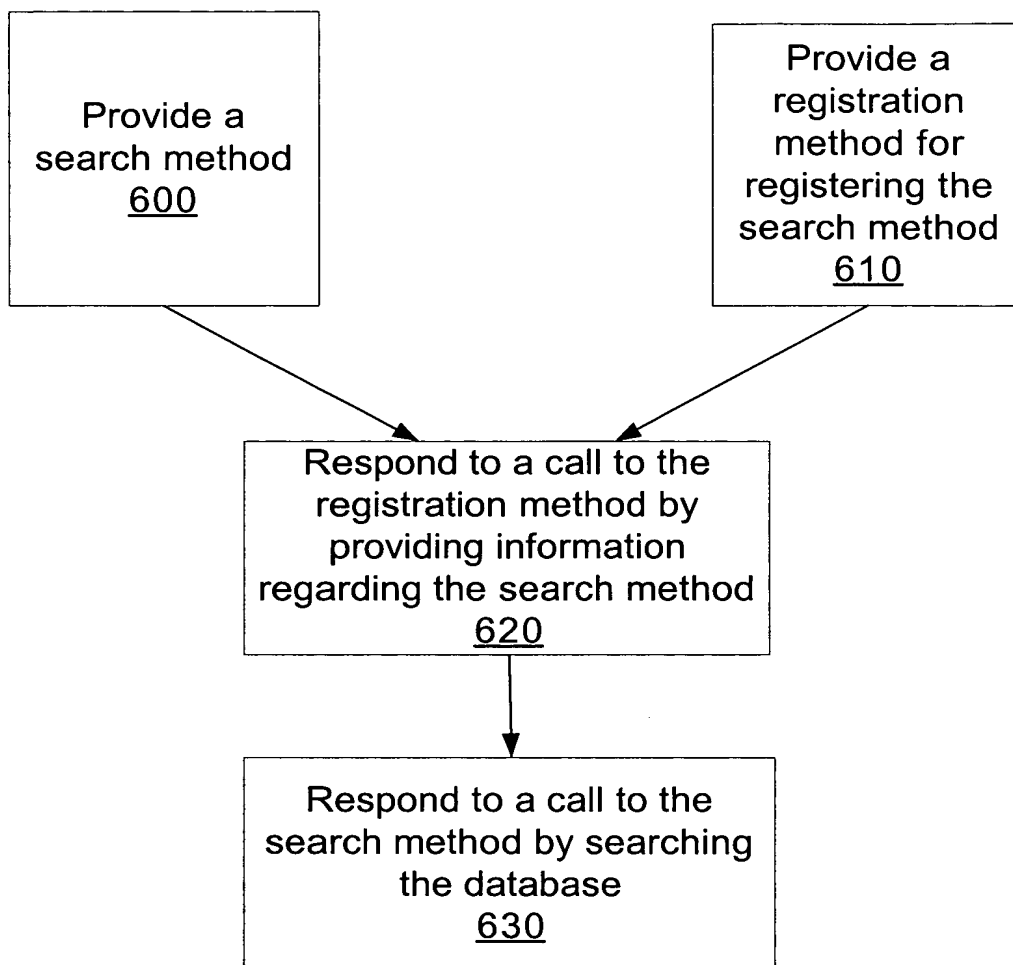 Provide a
search method
600
Provide a
registration
method for
registering the
search method
610
Respond to a call to the
registration method by
providing information
regarding the search method
620
Respond to a call to the
search method by searching
the database
630